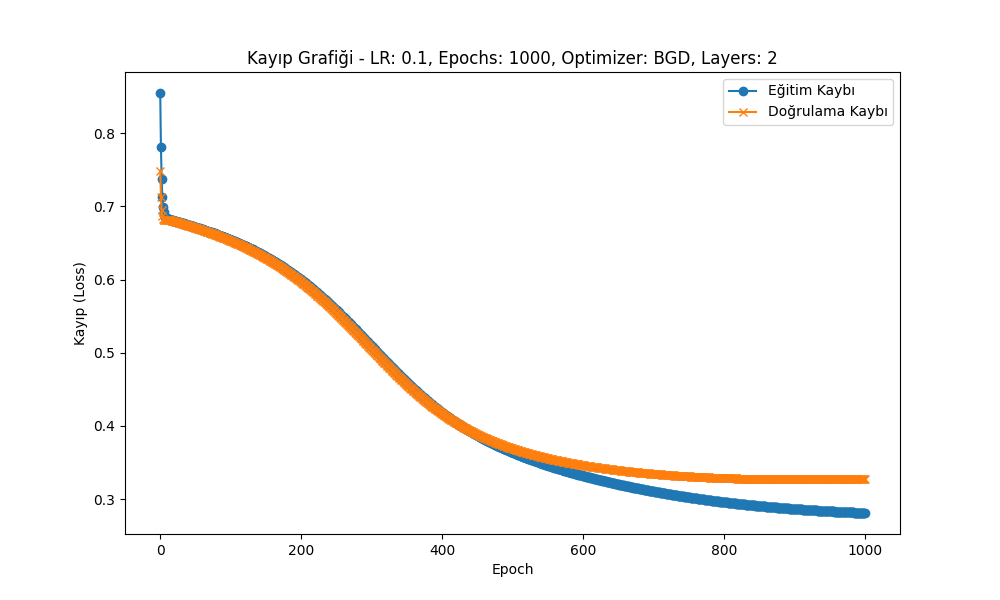 Kayıp Grafiği - LR: 0.1, Epochs: 1000, Optimizer: BGD, Layers: 2
Eğitim Kaybı
Doğrulama Kaybı
Kayıp (Loss)
0.8
0.7
0.6
0.5
0.4
0.3
0 200 400 600 800 1000
Epoch